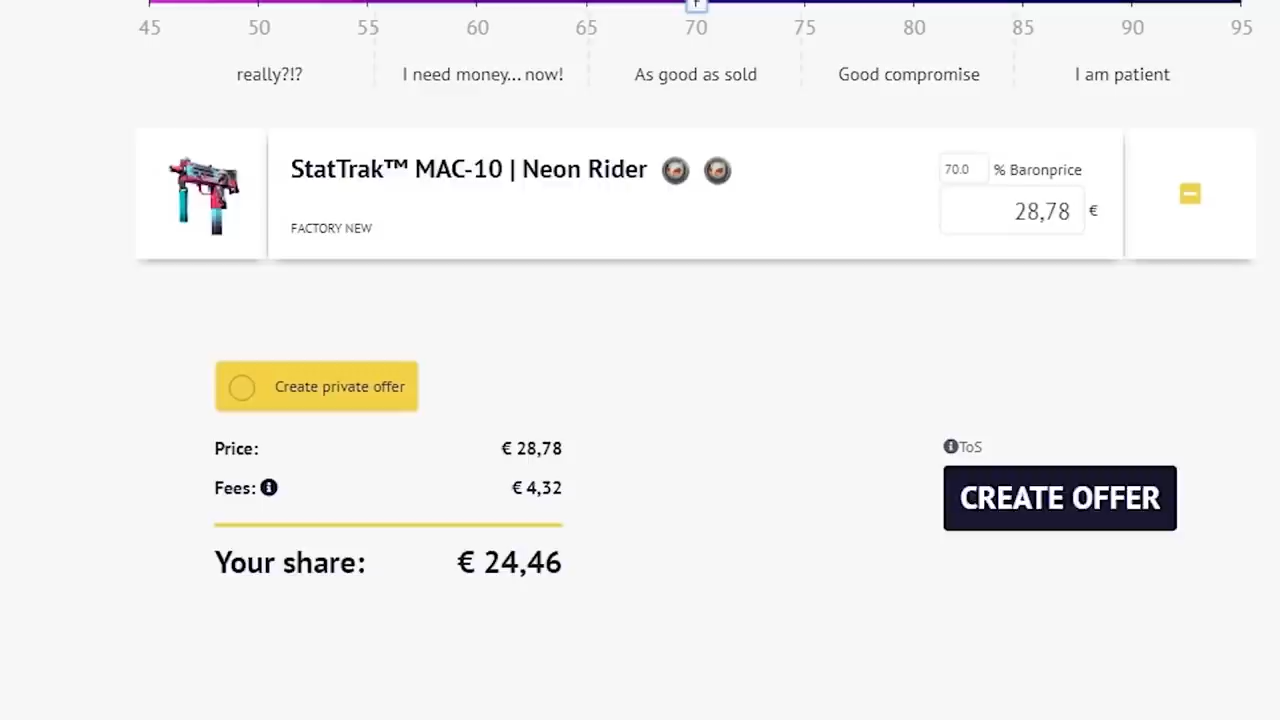 45 50 55 60 65 70 75 80 85 90 95
really?!? I need money... now! As good as sold Good compromise I am patient
StatTrak™ MAC-10 | Neon Rider
70.0 % Baronprice
28,78 €
FACTORY NEW
Create private offer
Price: € 28,78
ToS
Fees: € 4,32
CREATE OFFER
Your share: € 24,46